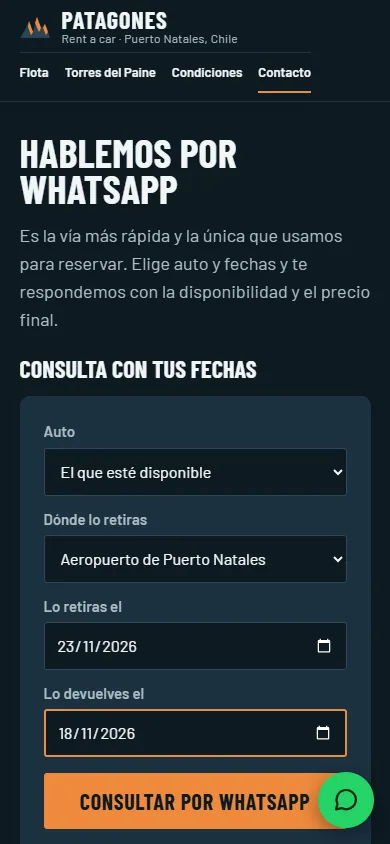 PATAGONES
Rent a car · Puerto Natales, Chile
Flota Torres del Paine Condiciones Contacto
HABLEMOS POR
WHATSAPP
Es la vía más rápida y la única que usamos
para reservar. Elige auto y fechas y te
respondemos con la disponibilidad y el precio
final.
CONSULTA CON TUS FECHAS
Auto
El que esté disponible
Dónde lo retiras
Aeropuerto de Puerto Natales
Lo retiras el
23/11/2026
Lo devuelves el
18/11/2026
CONSULTAR POR WHATSAPP